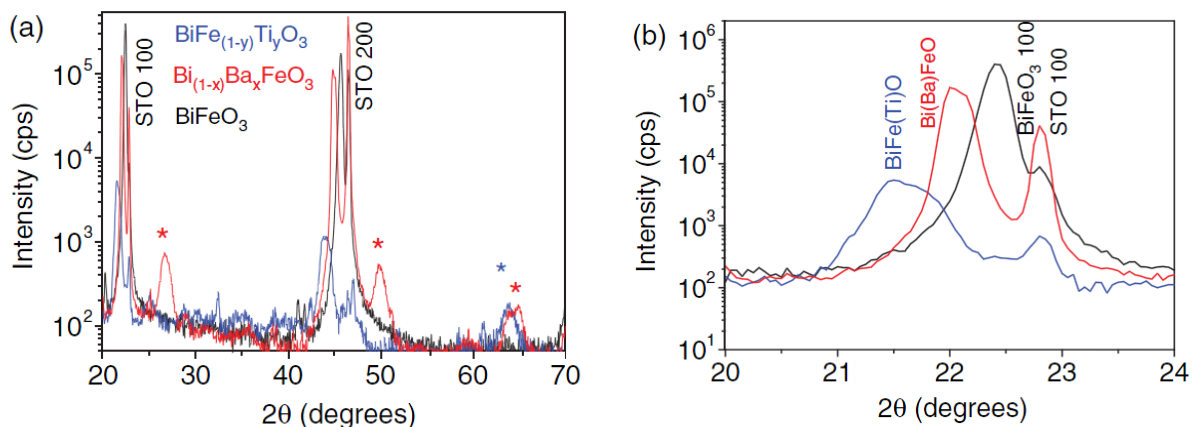 (a)
BiFe(1-y)TiyO3
Bi(1-x)BaxFeO3
BiFeO3
STO 100
STO 200
*
*
*
*
Intensity (cps)
10^5
10^4
10^3
10^2
20 30 40 50 60 70
2θ (degrees)
(b)
BiFe(Ti)O
Bi(Ba)FeO
BiFeO3 100
STO 100
Intensity (cps)
10^6
10^5
10^4
10^3
10^2
10^1
20 21 22 23 24
2θ (degrees)